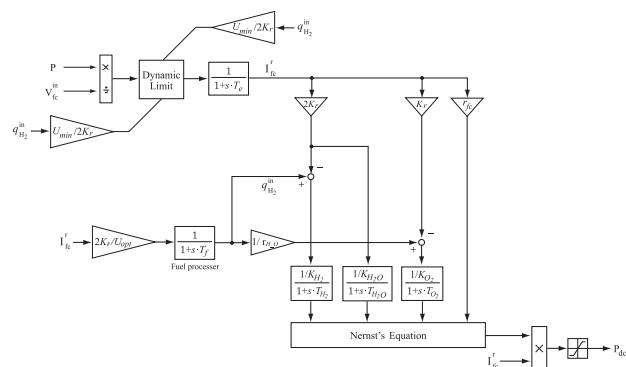 U_min/2K_r
q_H₂^in
P
×
V_fc^in
÷
Dynamic Limit
1/(1+s·T_e)
I_fc^r
q_H₂^in
U_min/2K_r
2K_r
K_r
r_fc
−
+
q_H₂^in
I_fc^r
2K_r/U_opt
1/(1+s·T_f)
Fuel processer
1/r_H_O
−
+
(1/K_H₂)/(1+s·T_H₂)
(1/K_H₂O)/(1+s·T_H₂O)
(1/K_O₂)/(1+s·T_O₂)
Nernst's Equation
×
P_dc
I_fc^r